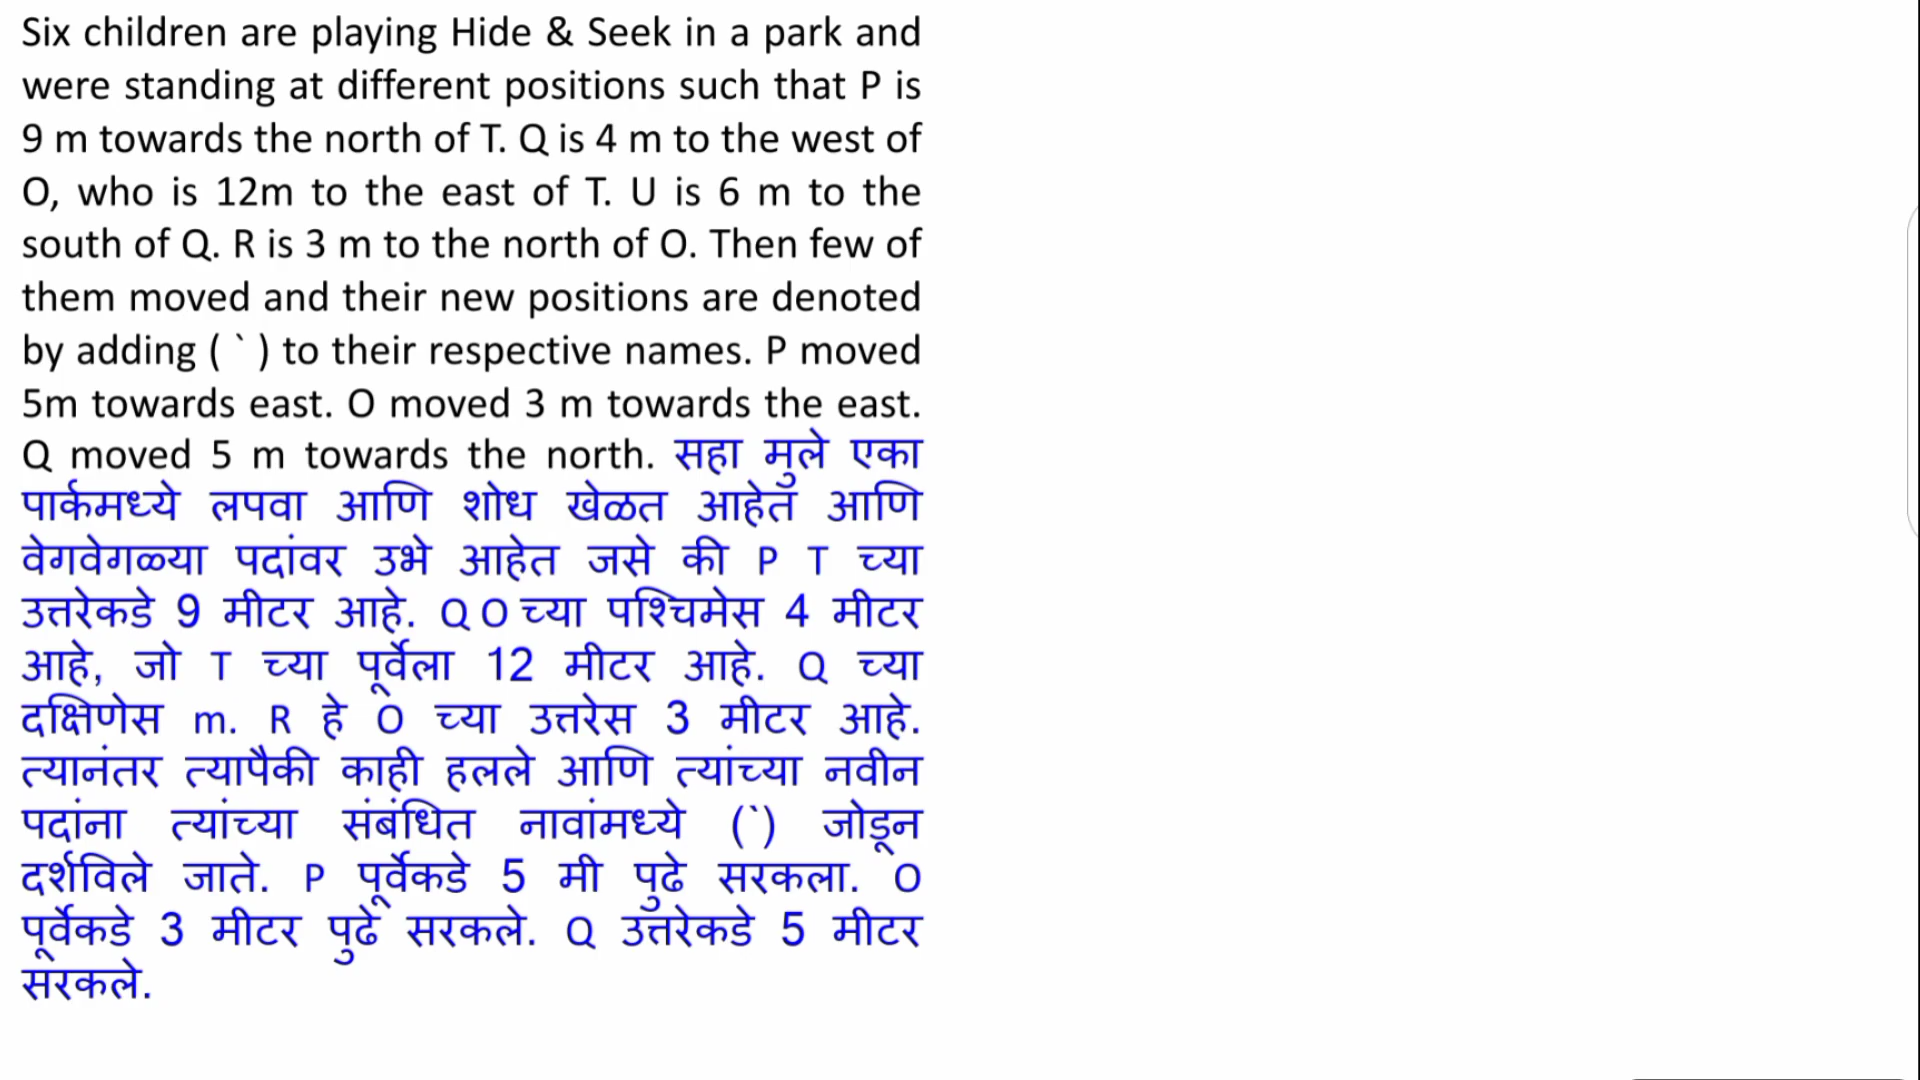 Six children are playing Hide & Seek in a park and
were standing at different positions such that P is
9 m towards the north of T. Q is 4 m to the west of
O, who is 12m to the east of T. U is 6 m to the
south of Q. R is 3 m to the north of O. Then few of
them moved and their new positions are denoted
by adding ( ` ) to their respective names. P moved
5m towards east. O moved 3 m towards the east.
Q moved 5 m towards the north. सहा मुले एका
पार्कमध्ये लपवा आणि शोध खेळत आहेत आणि
वेगवेगळ्या पदांवर उभे आहेत जसे की P T च्या
उत्तरेकडे 9 मीटर आहे. Q O च्या पश्चिमेस 4 मीटर
आहे, जो T च्या पूर्वेला 12 मीटर आहे. Q च्या
दक्षिणेस m. R हे O च्या उत्तरेस 3 मीटर आहे.
त्यानंतर त्यापैकी काही हलले आणि त्यांच्या नवीन
पदांना त्यांच्या संबंधित नावांमध्ये (`) जोडून
दर्शविले जाते. P पूर्वेकडे 5 मी पुढे सरकला. O
पूर्वेकडे 3 मीटर पुढे सरकले. Q उत्तरेकडे 5 मीटर
सरकले.